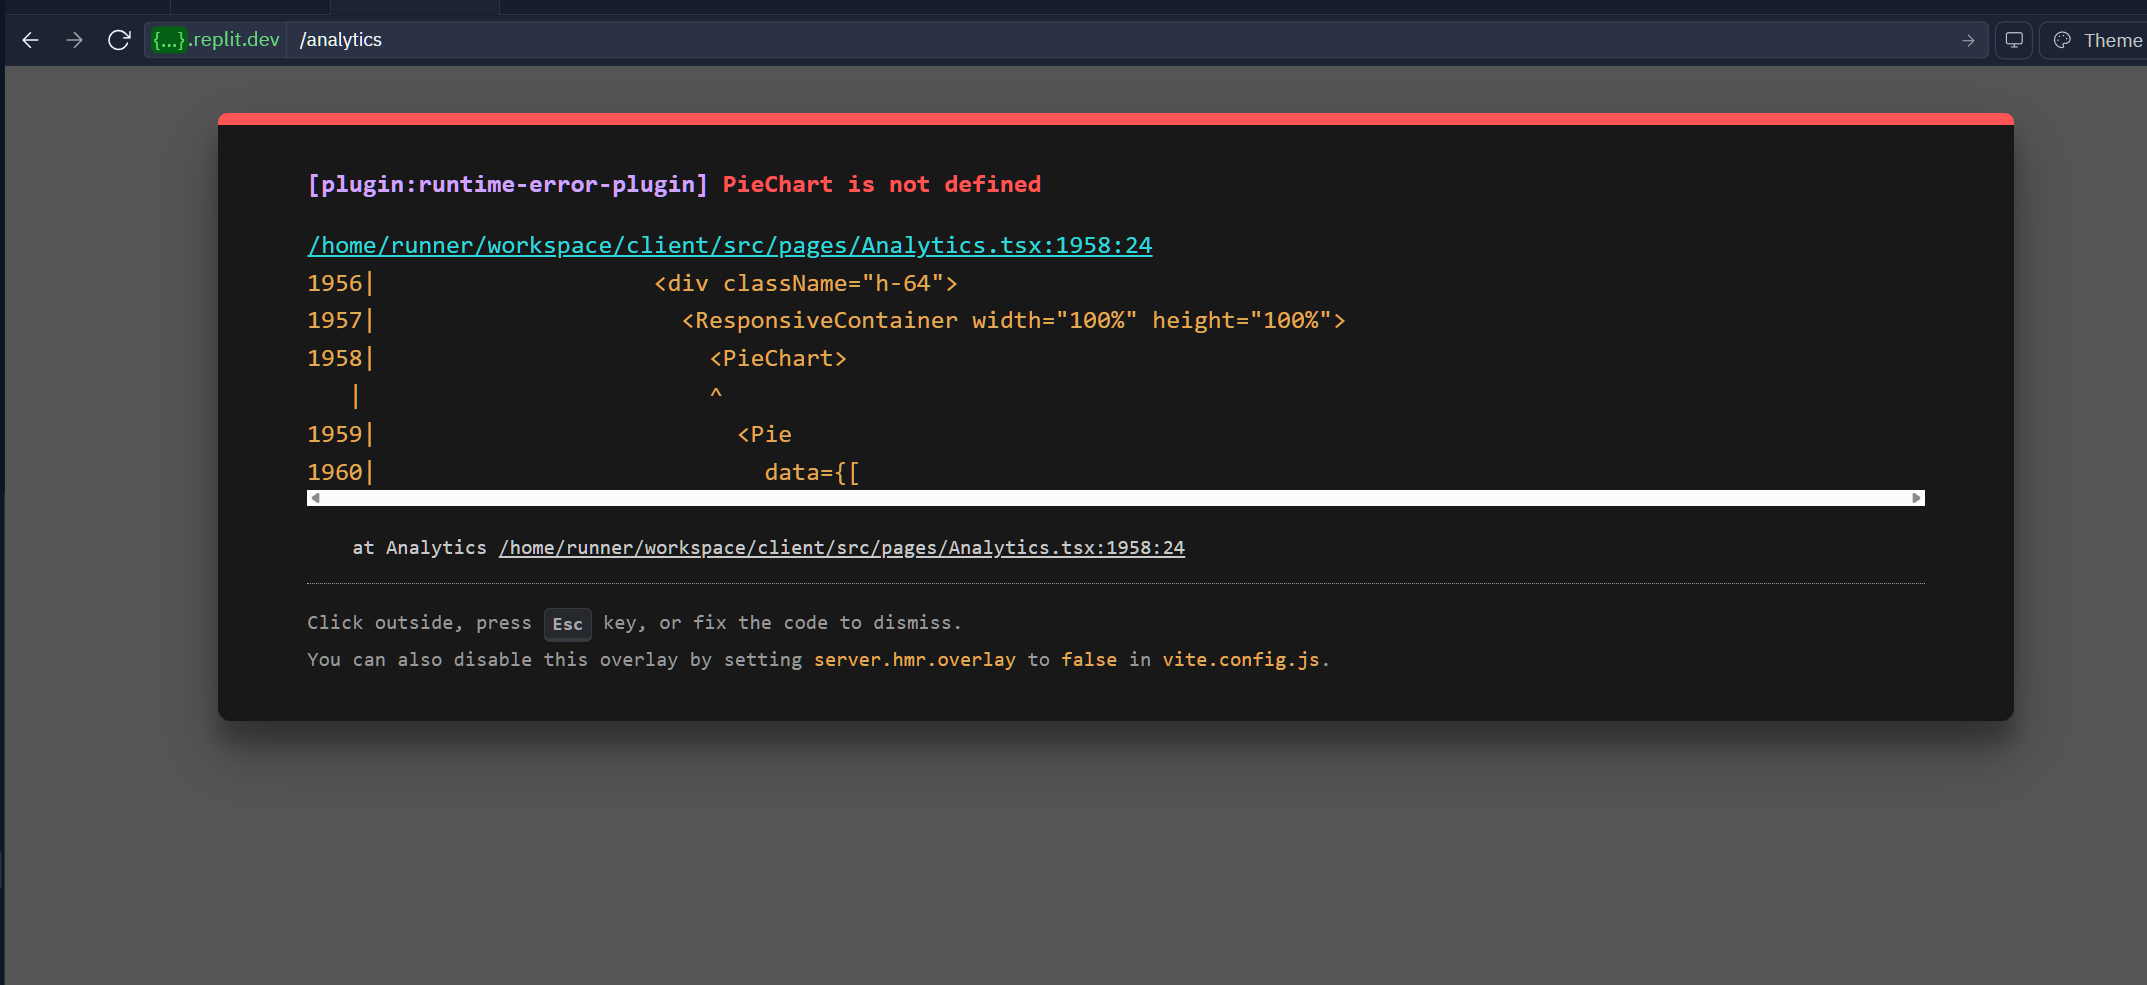 {...}.replit.dev /analytics Theme
[plugin:runtime-error-plugin] PieChart is not defined
/home/runner/workspace/client/src/pages/Analytics.tsx:1958:24
1956|                    <div className="h-64">
1957|                      <ResponsiveContainer width="100%" height="100%">
1958|                        <PieChart>
   |                        ^
1959|                          <Pie
1960|                            data={[
at Analytics /home/runner/workspace/client/src/pages/Analytics.tsx:1958:24
Click outside, press Esc key, or fix the code to dismiss.
You can also disable this overlay by setting server.hmr.overlay to false in vite.config.js.